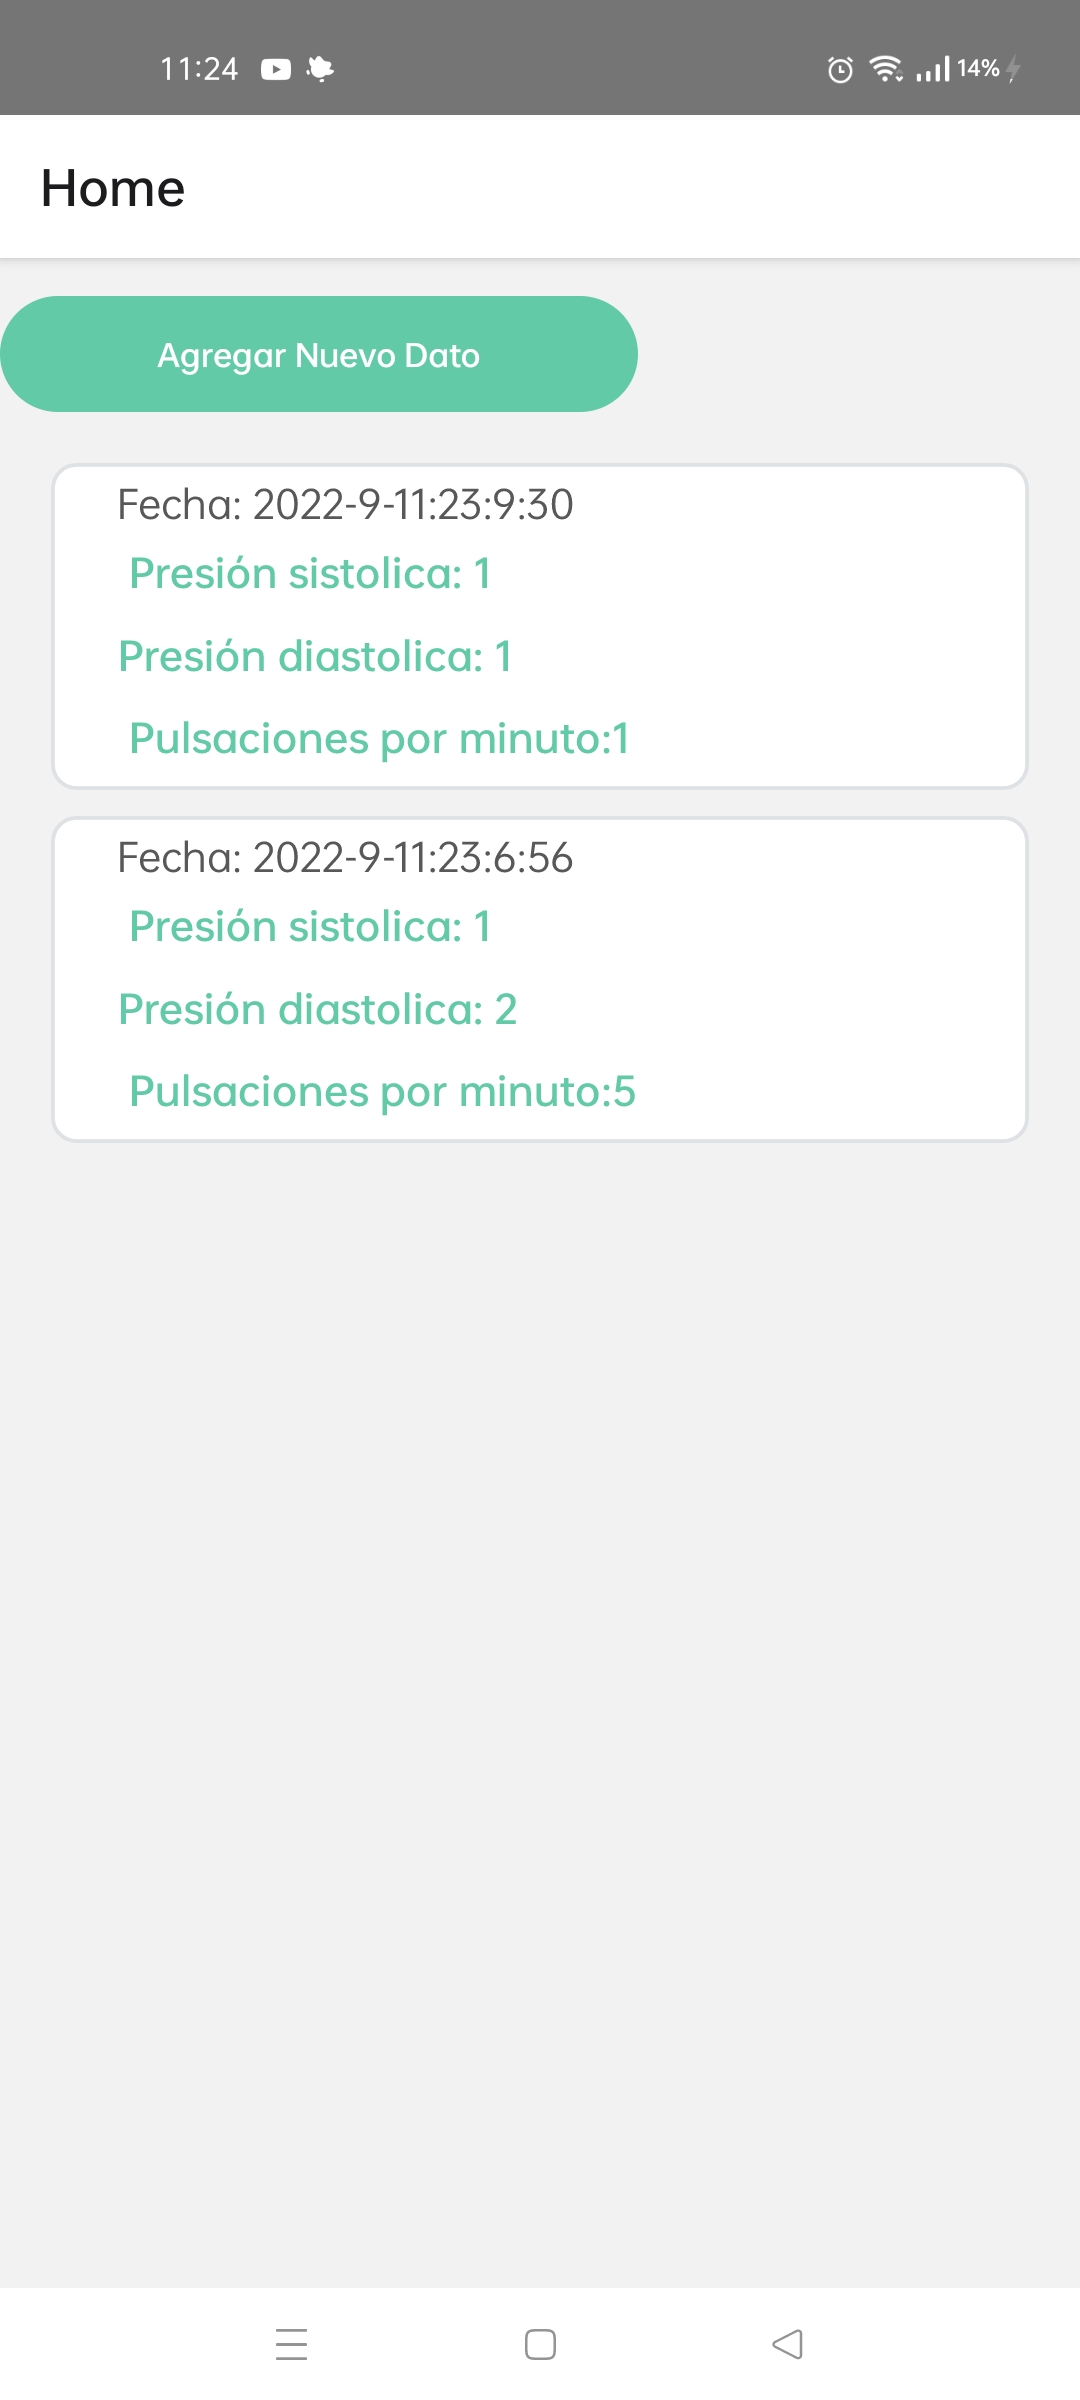 11:24
14%
Home
Agregar Nuevo Dato
Fecha: 2022-9-11:23:9:30
Presión sistolica: 1
Presión diastolica: 1
Pulsaciones por minuto:1
Fecha: 2022-9-11:23:6:56
Presión sistolica: 1
Presión diastolica: 2
Pulsaciones por minuto:5